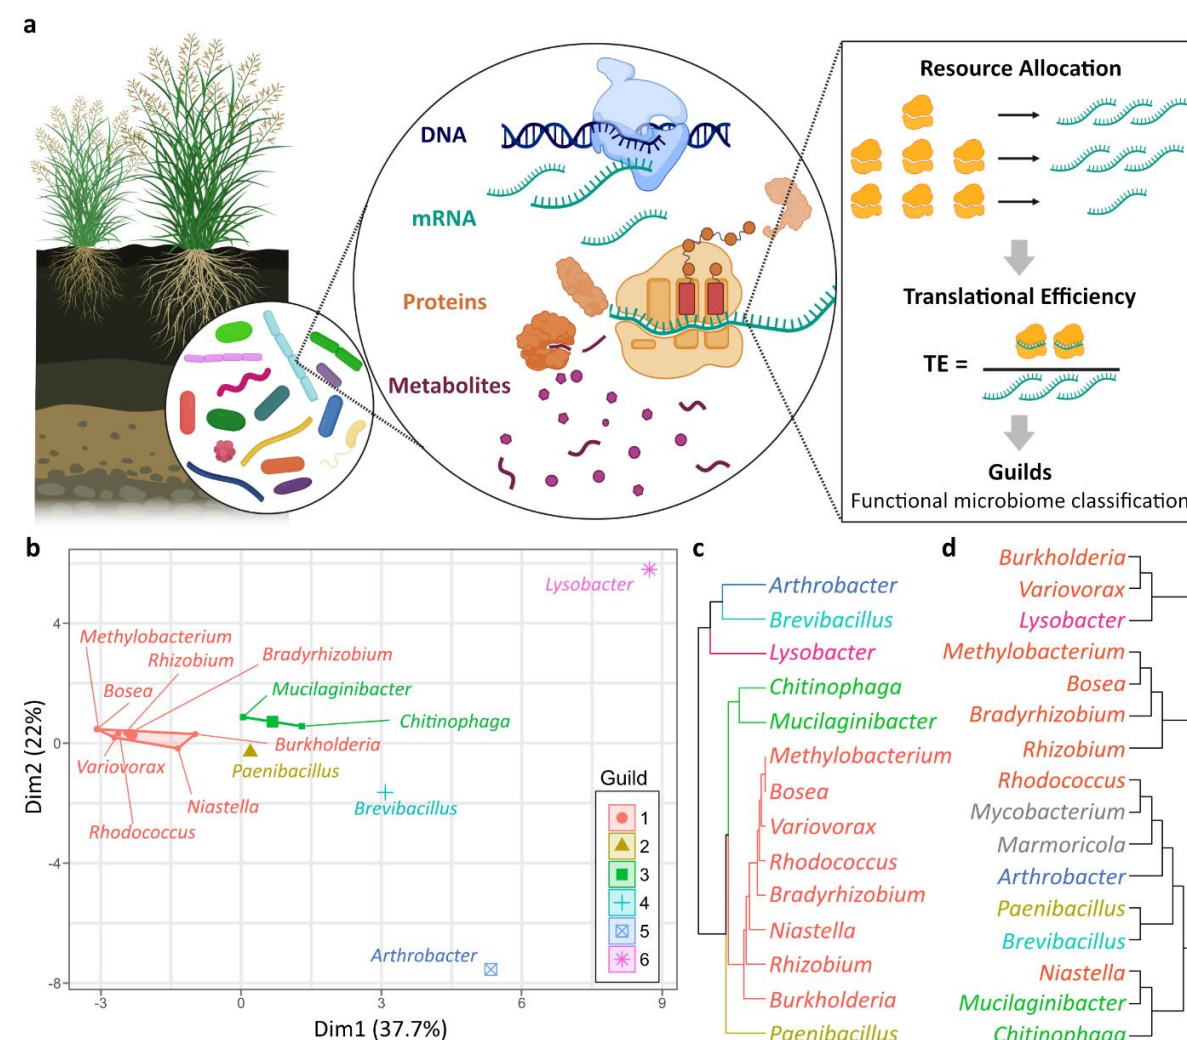 a
DNA
mRNA
Proteins
Metabolites
Resource Allocation
Translational Efficiency
TE =
Guilds
Functional microbiome classification
b
Lysobacter
Methylobacterium
Rhizobium
Bradyrhizobium
Bosea
Mucilaginibacter
Chitinophaga
Burkholderia
Variovorax
Paenibacillus
Niastella
Brevibacillus
Rhodococcus
Arthrobacter
Guild
1
2
3
4
5
6
4
0
-4
-8
-3
0
3
6
9
Dim2 (22%)
Dim1 (37.7%)
c
Arthrobacter
Brevibacillus
Lysobacter
Chitinophaga
Mucilaginibacter
Methylobacterium
Bosea
Variovorax
Rhodococcus
Bradyrhizobium
Niastella
Rhizobium
Burkholderia
Paenibacillus
d
Burkholderia
Variovorax
Lysobacter
Methylobacterium
Bosea
Bradyrhizobium
Rhizobium
Rhodococcus
Mycobacterium
Marmoricola
Arthrobacter
Paenibacillus
Brevibacillus
Niastella
Mucilaginibacter
Chitinophaga